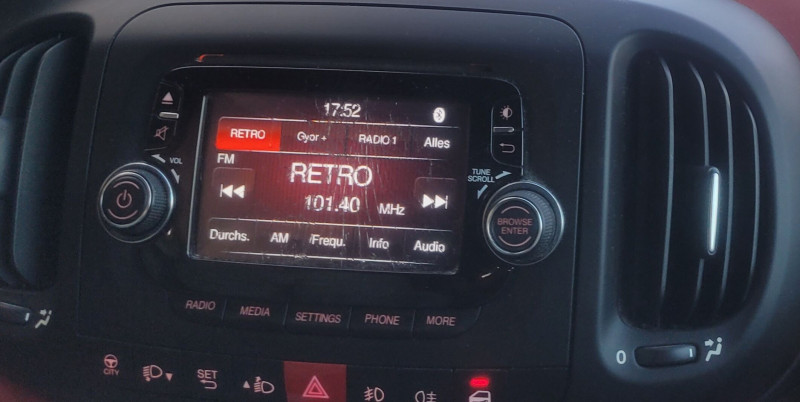 17:52
RETRO Gyor + RADIO 1 Alles
FM
RETRO
101.40 MHz
Durchs. AM /Frequ. Info Audio
VOL
TUNE
SCROLL
BROWSE
ENTER
RADIO MEDIA SETTINGS PHONE MORE
0
CITY
SET